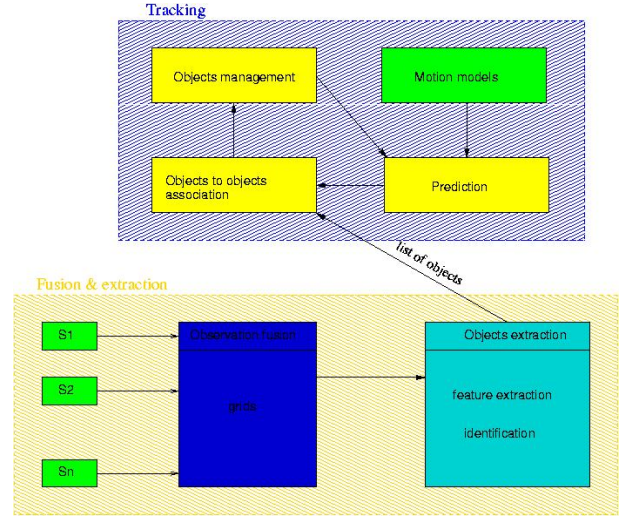 Tracking
Objects management
Motion models
Objects to objects
association
Prediction
list of objects
Fusion & extraction
S1
Observation fusion
Objects extraction
S2
grids
feature extraction
identification
Sn